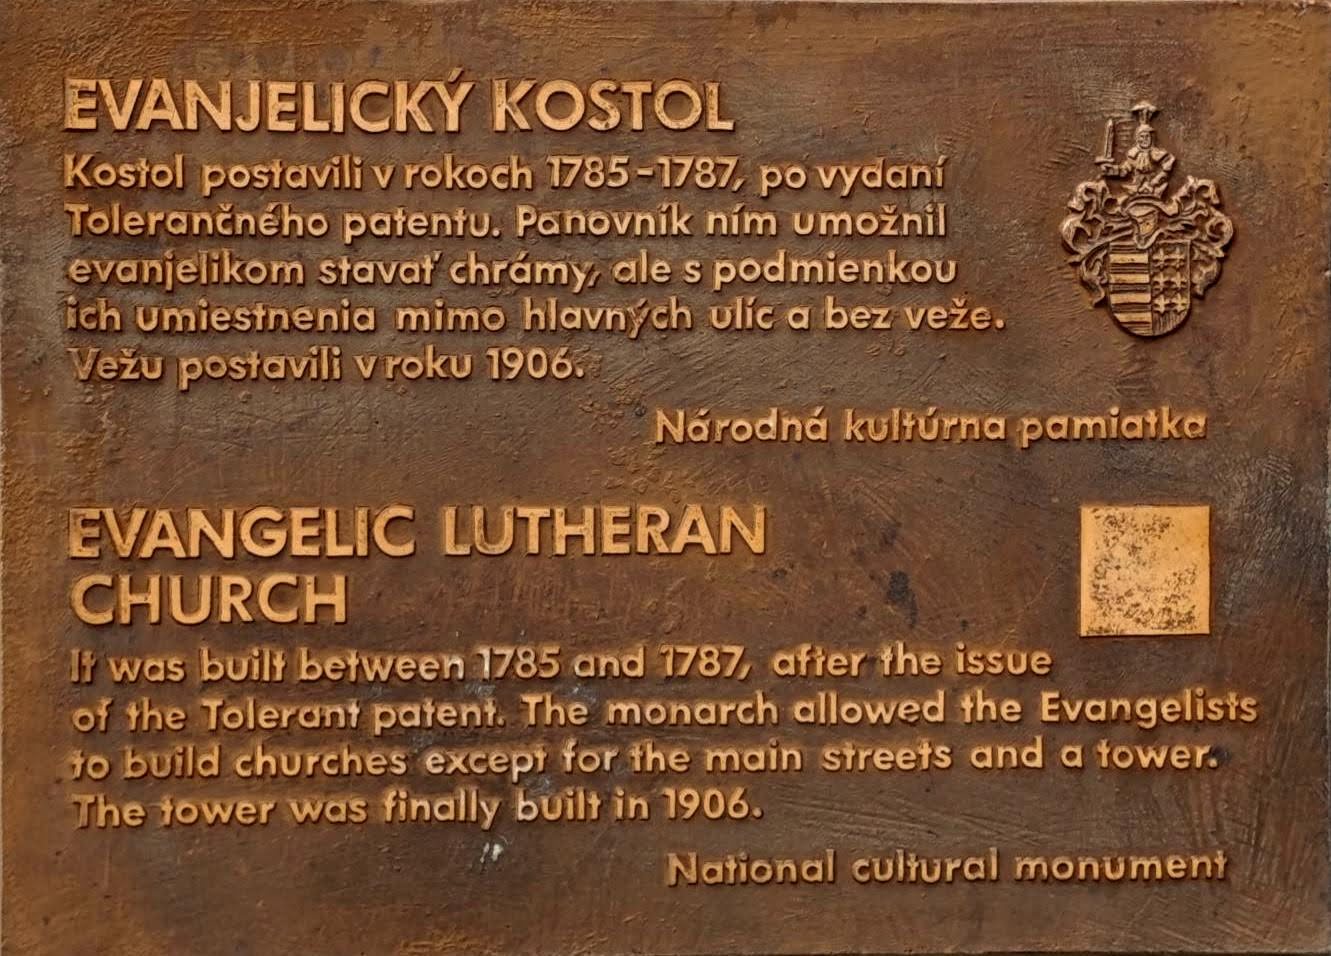 EVANJELICKÝ KOSTOL
Kostol postavili v rokoch 1785-1787, po vydaní
Tolerančného patentu. Panovník ním umožnil
evanjelikom stavať chrámy, ale s podmienkou
ich umiestnenia mimo hlavných ulíc a bez veže.
Vežu postavili v roku 1906.
Národná kultúrna pamiatka
EVANGELIC LUTHERAN
CHURCH
It was built between 1785 and 1787, after the issue
of the Tolerant patent. The monarch allowed the Evangelists
to build churches except for the main streets and a tower.
The tower was finally built in 1906.
National cultural monument